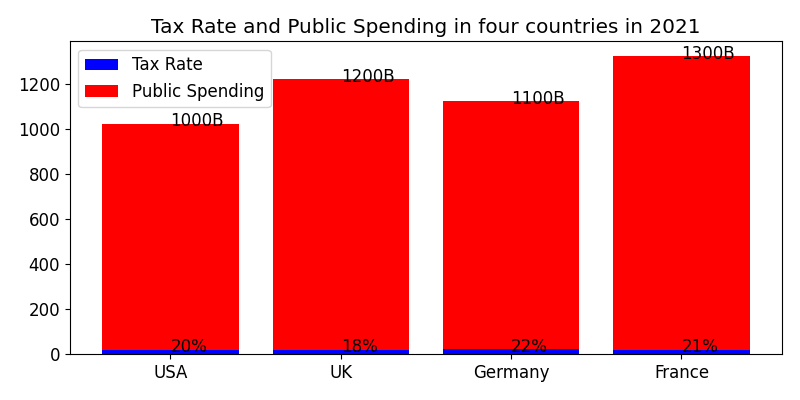 Tax Rate and Public Spending in four countries in 2021
Tax Rate
Public Spending
1200
1000
800
600
400
200
0
1000B
1200B
1100B
1300B
20%
18%
22%
21%
USA
UK
Germany
France